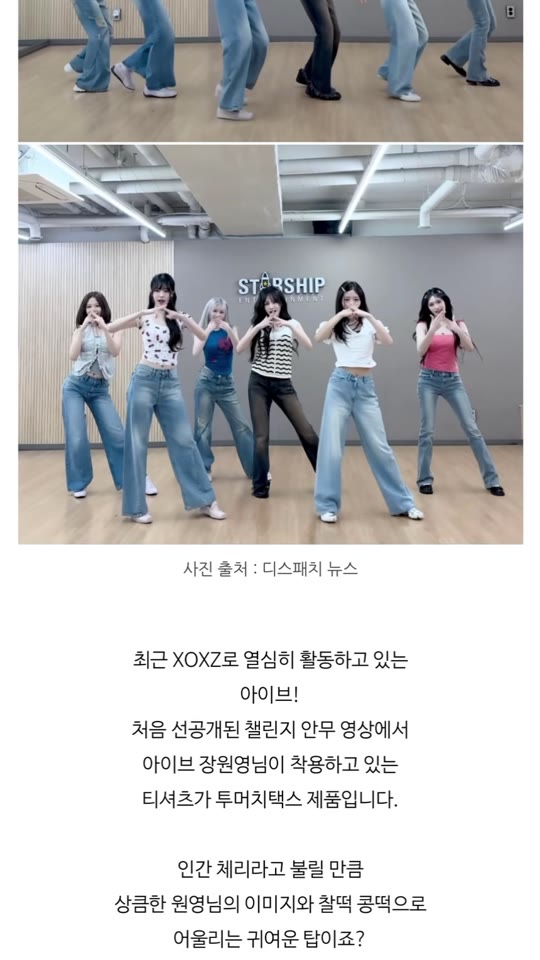 STARSHIP
ENTERTAINMENT
사진 출처 : 디스패치 뉴스
최근 XOXZ로 열심히 활동하고 있는
아이브!
처음 선공개된 챌린지 안무 영상에서
아이브 장원영님이 착용하고 있는
티셔츠가 투머치택스 제품입니다.
인간 체리라고 불릴 만큼
상큼한 원영님의 이미지와 찰떡 콩떡으로
어울리는 귀여운 탑이죠?